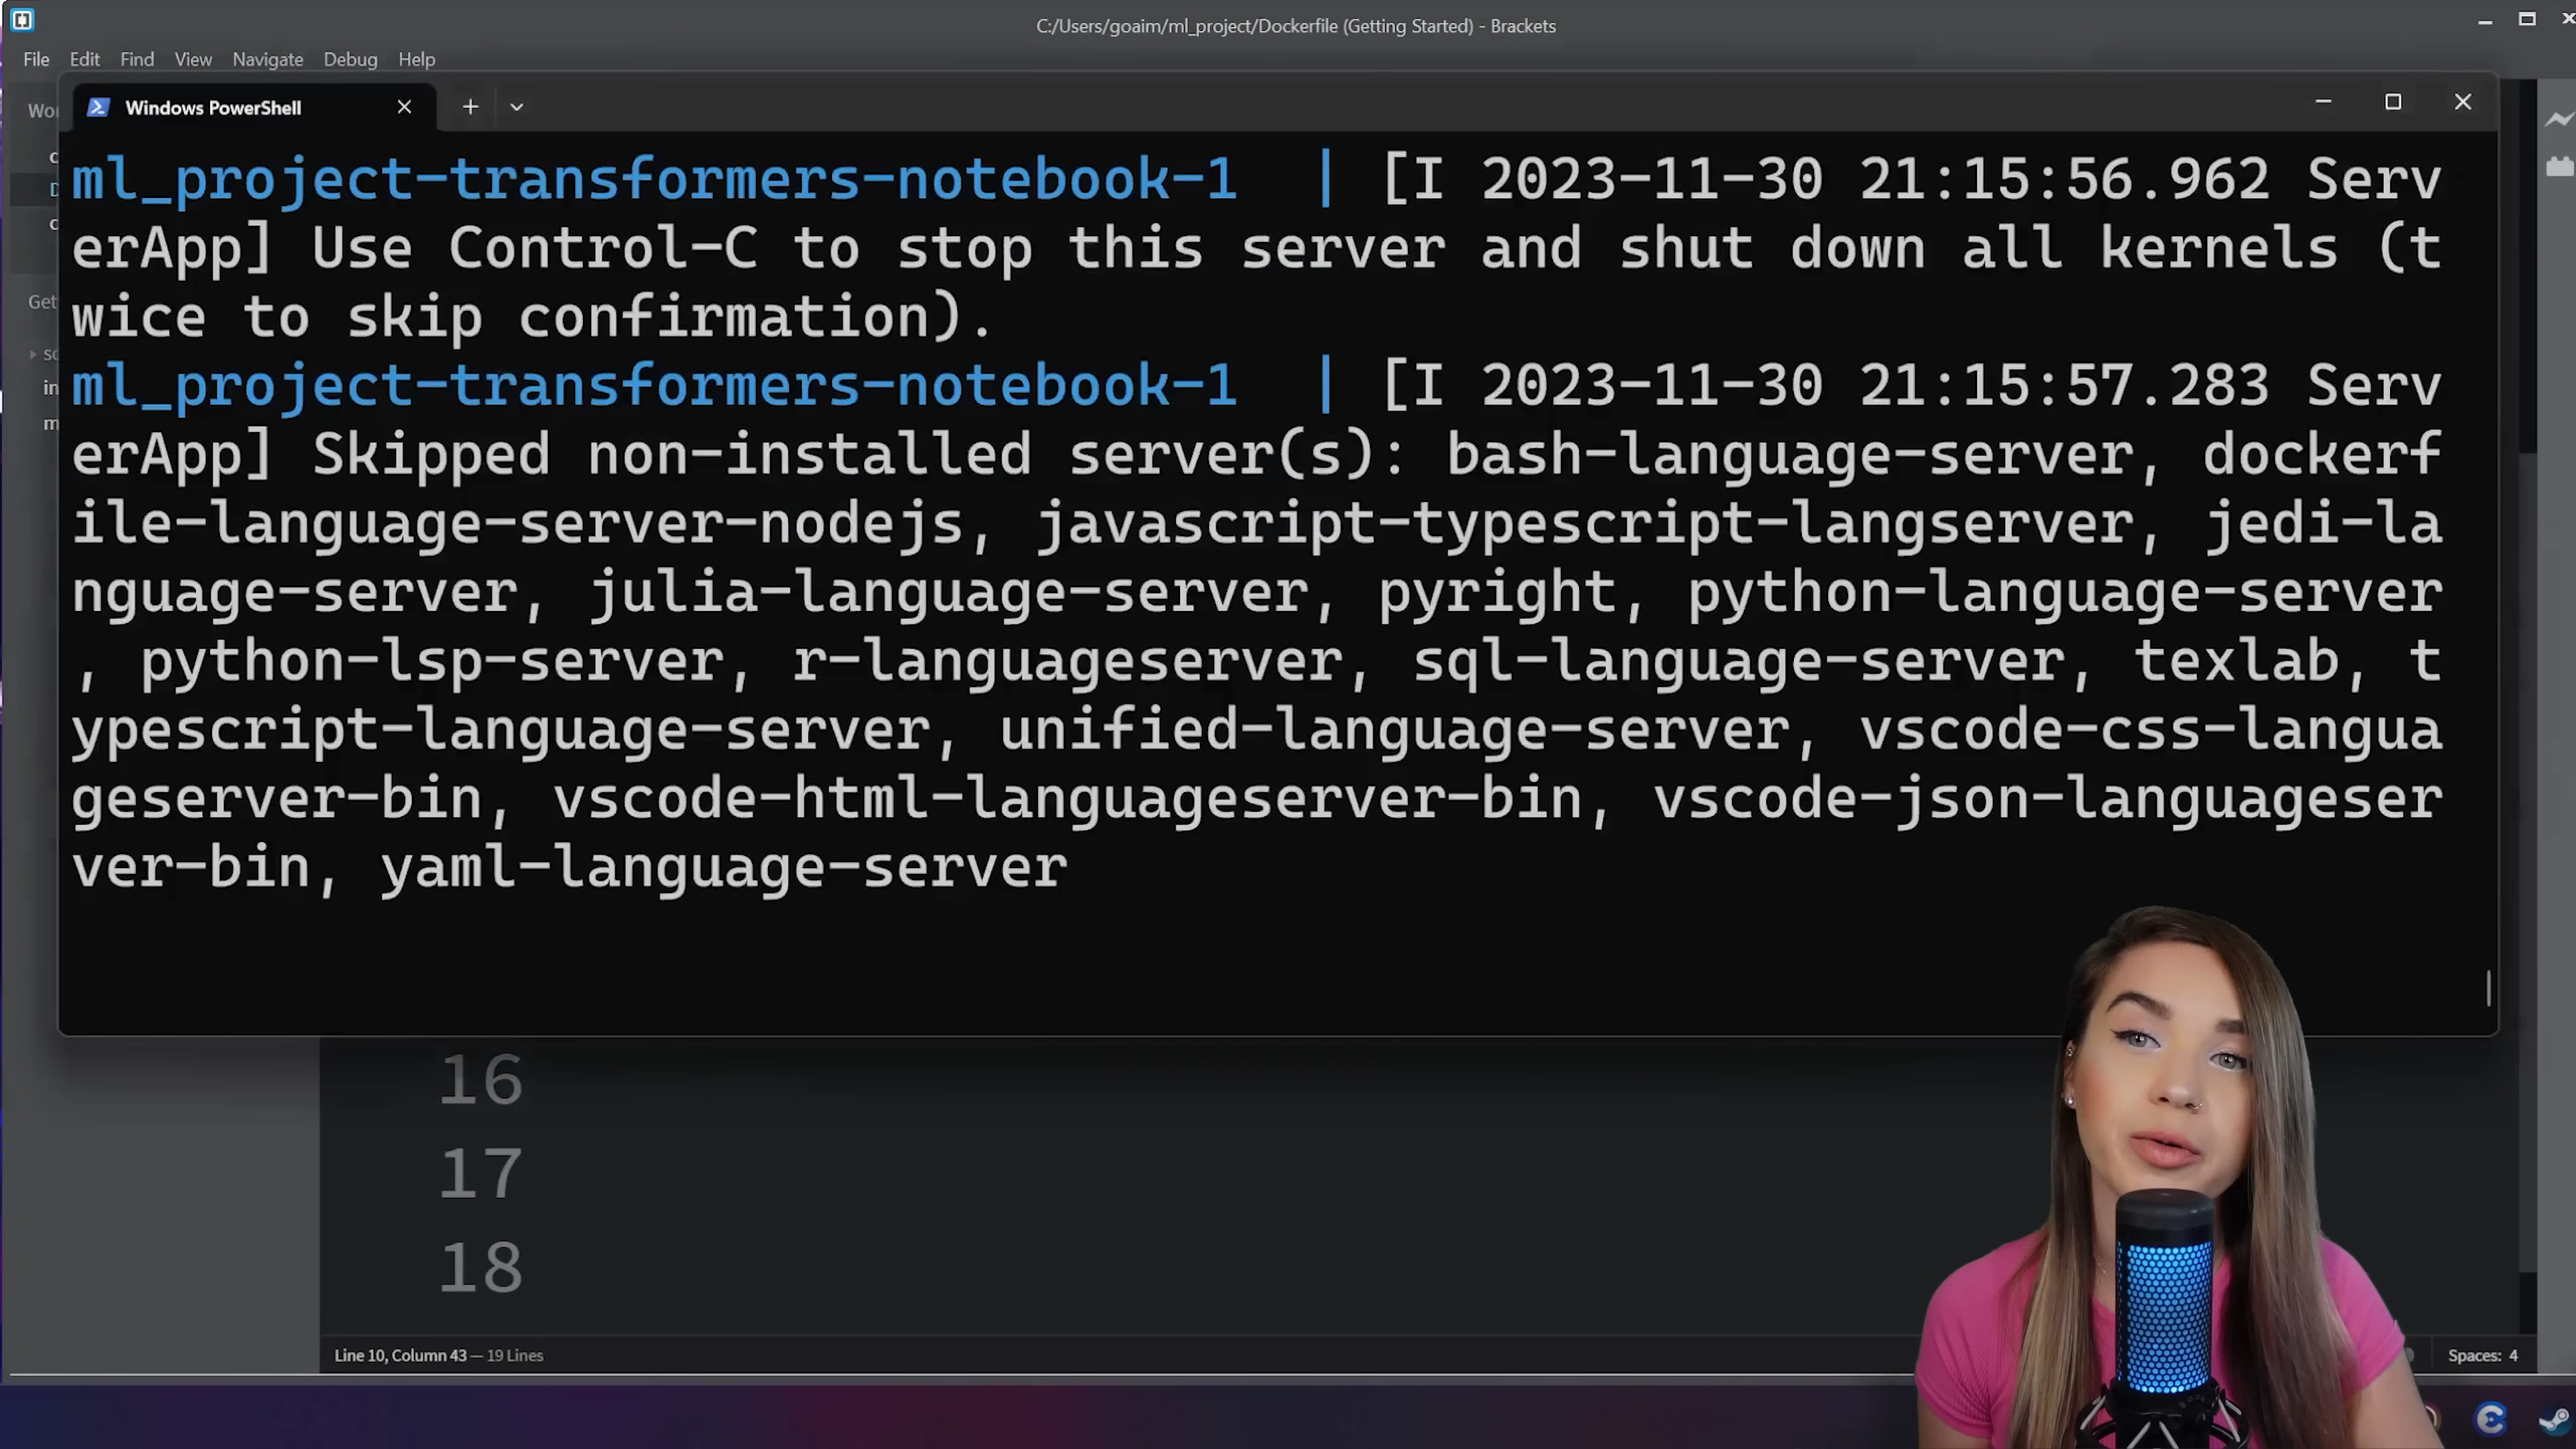 C:/Users/goaim/ml_project/Dockerfile (Getting Started) - Brackets
File Edit Find View Navigate Debug Help
Windows PowerShell
ml_project-transformers-notebook-1 | [I 2023-11-30 21:15:56.962 Serv
erApp] Use Control-C to stop this server and shut down all kernels (t
wice to skip confirmation).
ml_project-transformers-notebook-1 | [I 2023-11-30 21:15:57.283 Serv
erApp] Skipped non-installed server(s): bash-language-server, dockerf
ile-language-server-nodejs, javascript-typescript-langserver, jedi-la
nguage-server, julia-language-server, pyright, python-language-server
, python-lsp-server, r-languageserver, sql-language-server, texlab, t
ypescript-language-server, unified-language-server, vscode-css-langua
geserver-bin, vscode-html-languageserver-bin, vscode-json-languageser
ver-bin, yaml-language-server
16
17
18
Line 10, Column 43 — 19 Lines
Spaces: 4